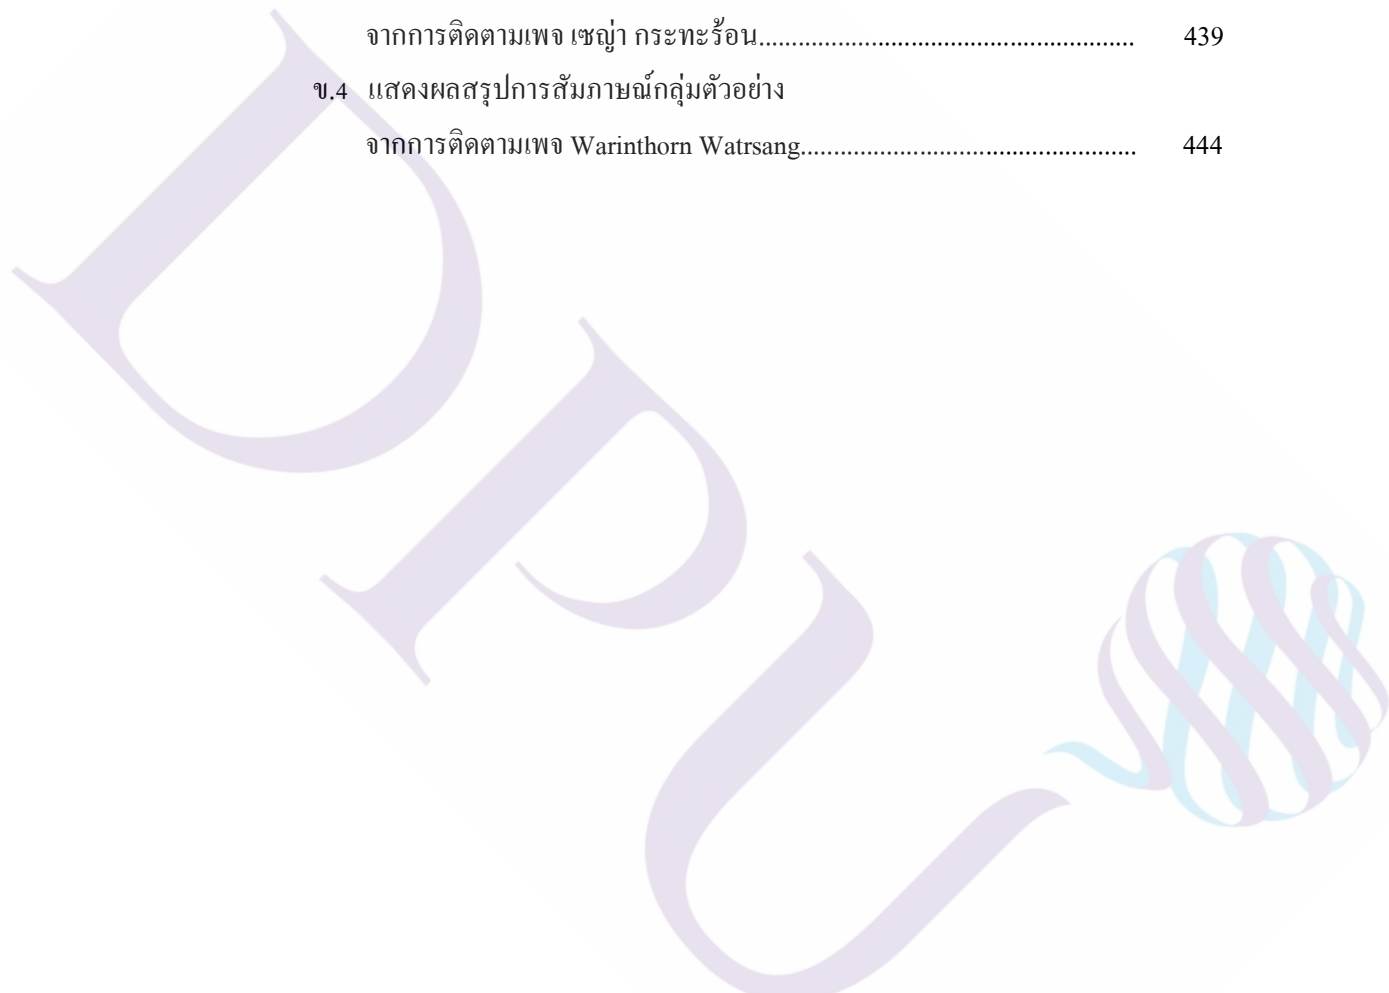 จากการติดตามเพจ เซญ่า กระทะร้อน........................................................ 439
ข.4 แสดงผลสรุปการสัมภาษณ์กลุ่มตัวอย่าง
จากการติดตามเพจ Warinthorn Watrsang.................................................. 444
DPU